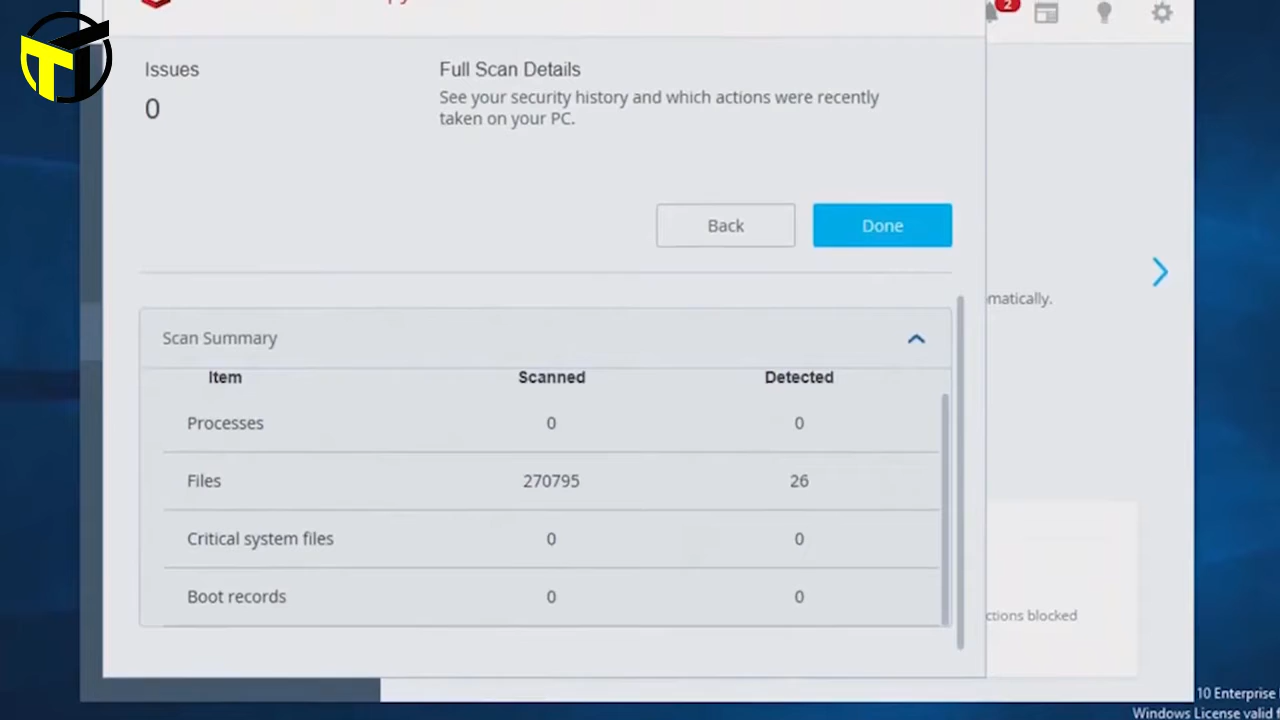 2
Issues
0
Full Scan Details
See your security history and which actions were recently
taken on your PC.
Back
Done
matically.
Scan Summary
Item Scanned Detected
Processes 0 0
Files 270795 26
Critical system files 0 0
Boot records 0 0
ctions blocked
10 Enterprise
Windows License valid f